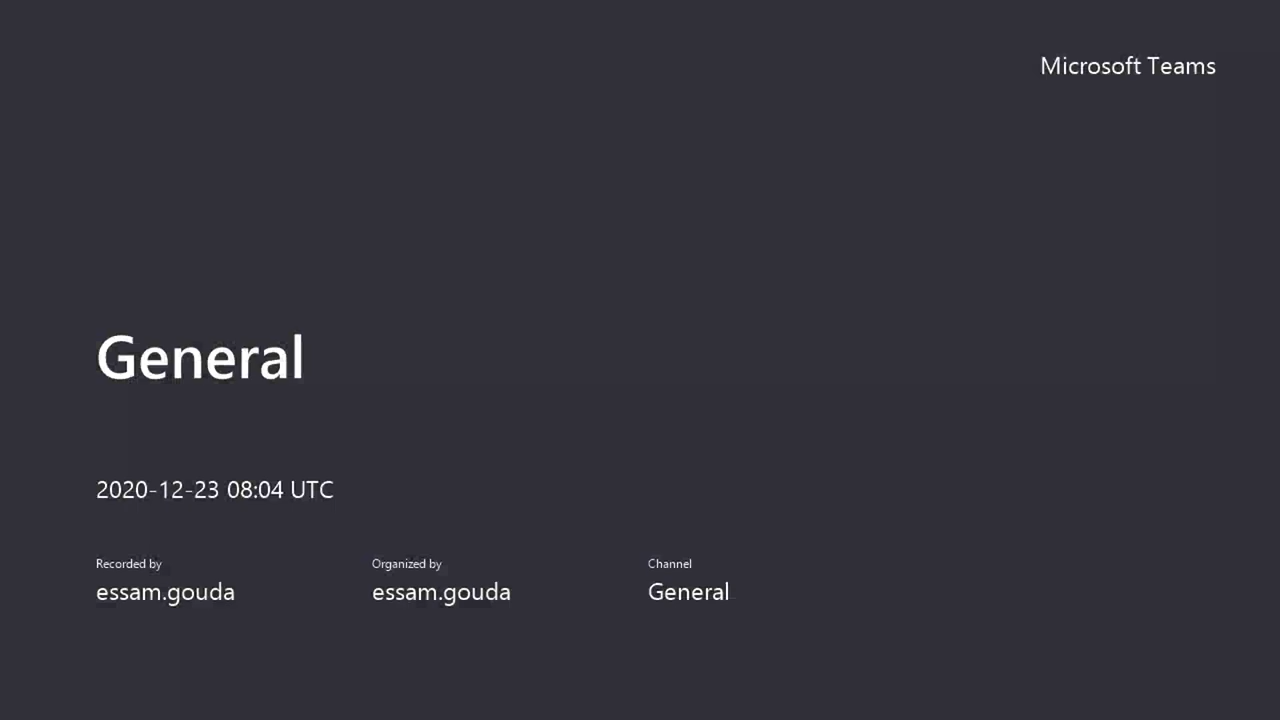 Microsoft Teams
General
2020-12-23 08:04 UTC
Recorded by
essam.gouda
Organized by
essam.gouda
Channel
General